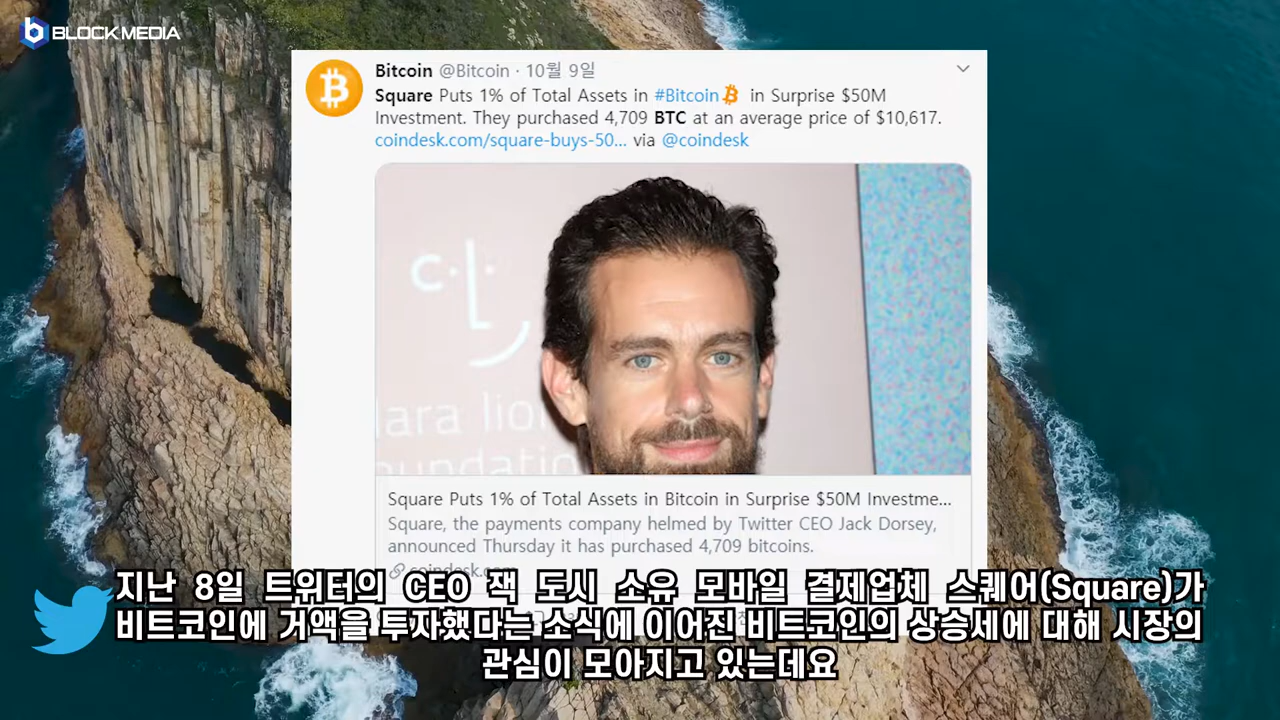 BLOCKMEDIA
Bitcoin @Bitcoin · 10월 9일
Square Puts 1% of Total Assets in #Bitcoin in Surprise $50M
Investment. They purchased 4,709 BTC at an average price of $10,617.
coindesk.com/square-buys-50... via @coindesk
c·l·
lara lio
oundatio
Square Puts 1% of Total Assets in Bitcoin in Surprise $50M Investme...
Square, the payments company helmed by Twitter CEO Jack Dorsey,
announced Thursday it has purchased 4,709 bitcoins.
coindesk.com
지난 8일 트위터의 CEO 잭 도시 소유 모바일 결제업체 스퀘어(Square)가
비트코인에 거액을 투자했다는 소식에 이어진 비트코인의 상승세에 대해 시장의
관심이 모아지고 있는데요